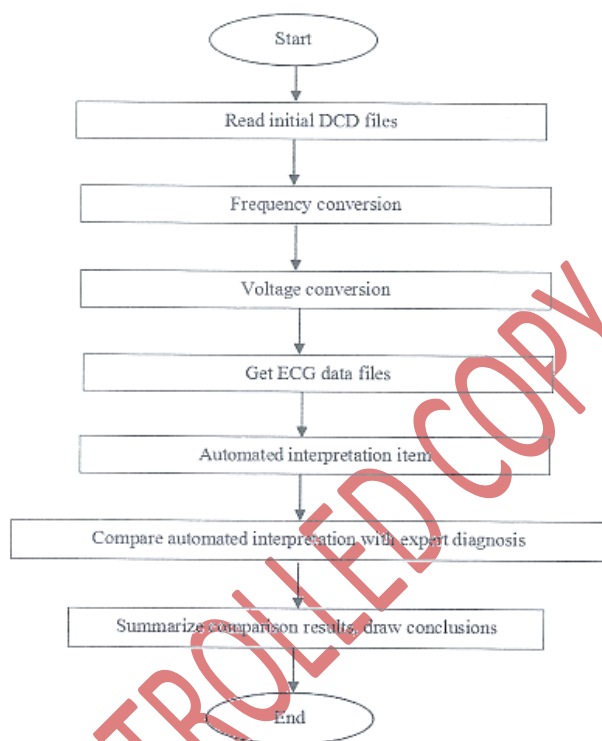 Start
Read initial DCD files
Frequency conversion
Voltage conversion
Get ECG data files
Automated interpretation item
Compare automated interpretation with expert diagnosis
Summarize comparison results, draw conclusions
End
TROLLED COPY